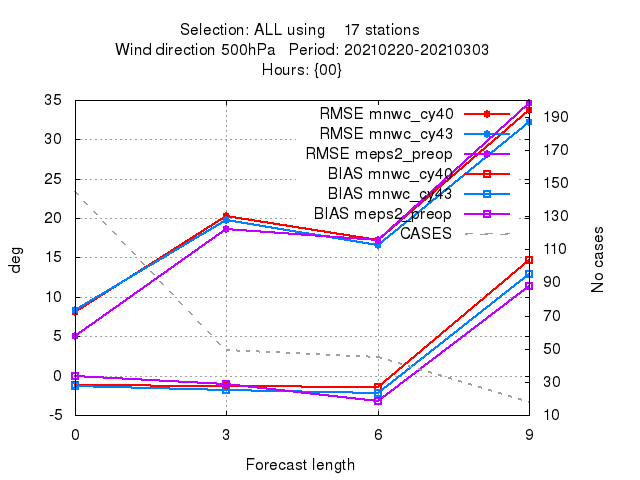 Selection: ALL using 17 stations
Wind direction 500hPa Period: 20210220-20210303
Hours: {00}
RMSE mnwc_cy40
RMSE mnwc_cy43
RMSE meps2_preop
BIAS mnwc_cy40
BIAS mnwc_cy43
BIAS meps2_preop
CASES
35
30
25
20
15
10
5
0
-5
deg
190
170
150
130
110
90
70
50
30
10
No cases
0 3 6 9
Forecast length